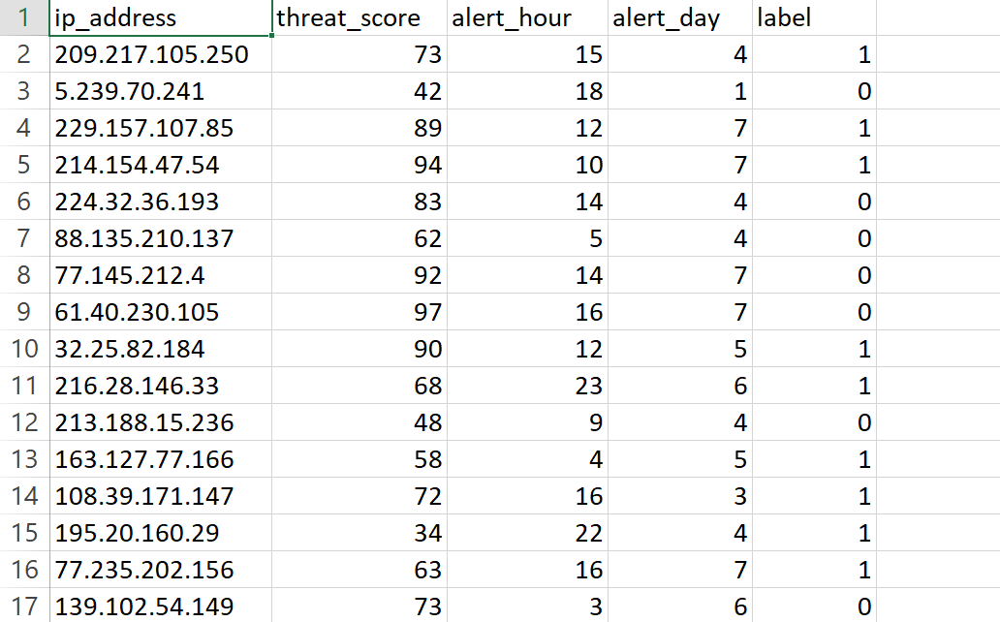 1 ip_address threat_score alert_hour alert_day label
2 209.217.105.250 73 15 4 1
3 5.239.70.241 42 18 1 0
4 229.157.107.85 89 12 7 1
5 214.154.47.54 94 10 7 1
6 224.32.36.193 83 14 4 0
7 88.135.210.137 62 5 4 0
8 77.145.212.4 92 14 7 0
9 61.40.230.105 97 16 7 0
10 32.25.82.184 90 12 5 1
11 216.28.146.33 68 23 6 1
12 213.188.15.236 48 9 4 0
13 163.127.77.166 58 4 5 1
14 108.39.171.147 72 16 3 1
15 195.20.160.29 34 22 4 1
16 77.235.202.156 63 16 7 1
17 139.102.54.149 73 3 6 0